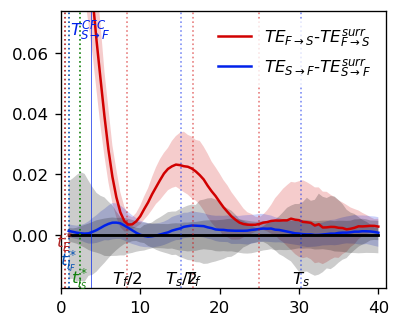 0.06
0.04
0.02
0.00
0
10
20
30
40
T^{CFC}_{S→F}
TE_{F→S}-TE^{surr}_{F→S}
TE_{S→F}-TE^{surr}_{S→F}
T_f/2
T_s/2
T_f
T_s